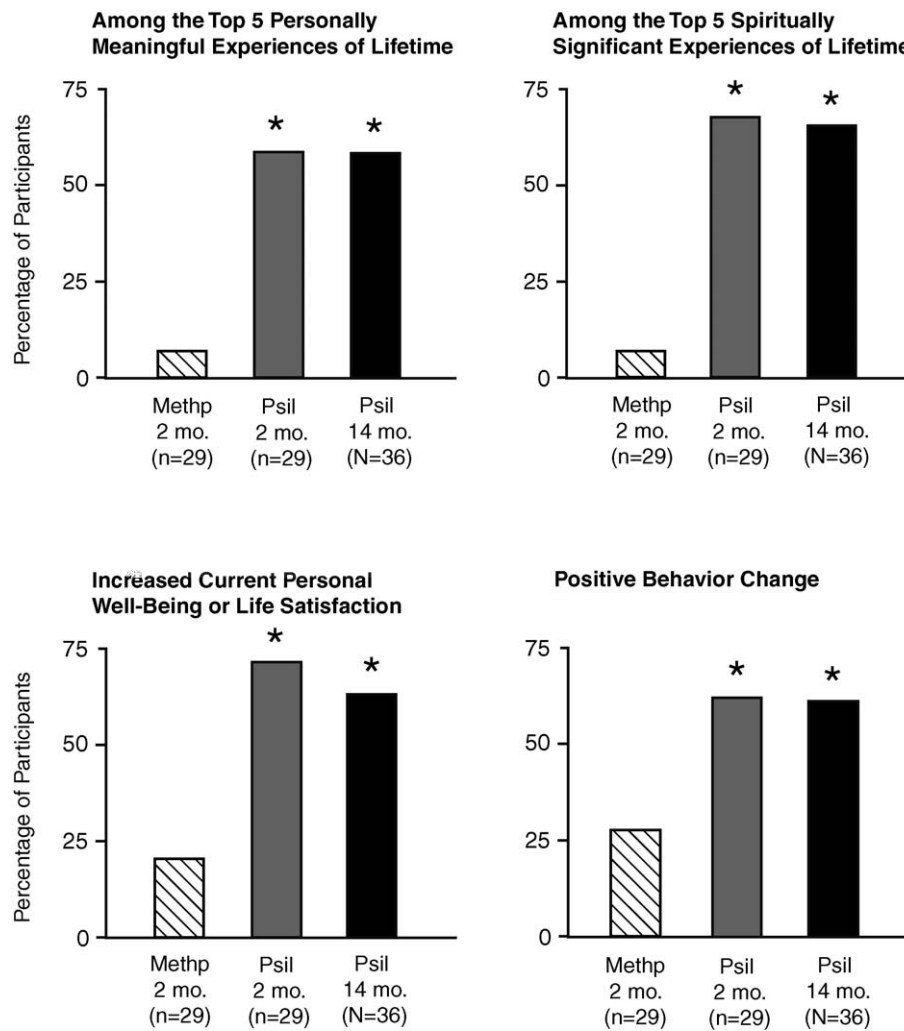 Among the Top 5 Personally
Meaningful Experiences of Lifetime
Percentage of Participants
75
*
*
50
25
0
Methp
2 mo.
(n=29)
Psil
2 mo.
(n=29)
Psil
14 mo.
(N=36)
Among the Top 5 Spiritually
Significant Experiences of Lifetime
75
*
*
50
25
0
Methp
2 mo.
(n=29)
Psil
2 mo.
(n=29)
Psil
14 mo.
(N=36)
Increased Current Personal
Well-Being or Life Satisfaction
Percentage of Participants
75
*
*
50
25
0
Methp
2 mo.
(n=29)
Psil
2 mo.
(n=29)
Psil
14 mo.
(N=36)
Positive Behavior Change
75
*
*
50
25
0
Methp
2 mo.
(n=29)
Psil
2 mo.
(n=29)
Psil
14 mo.
(N=36)